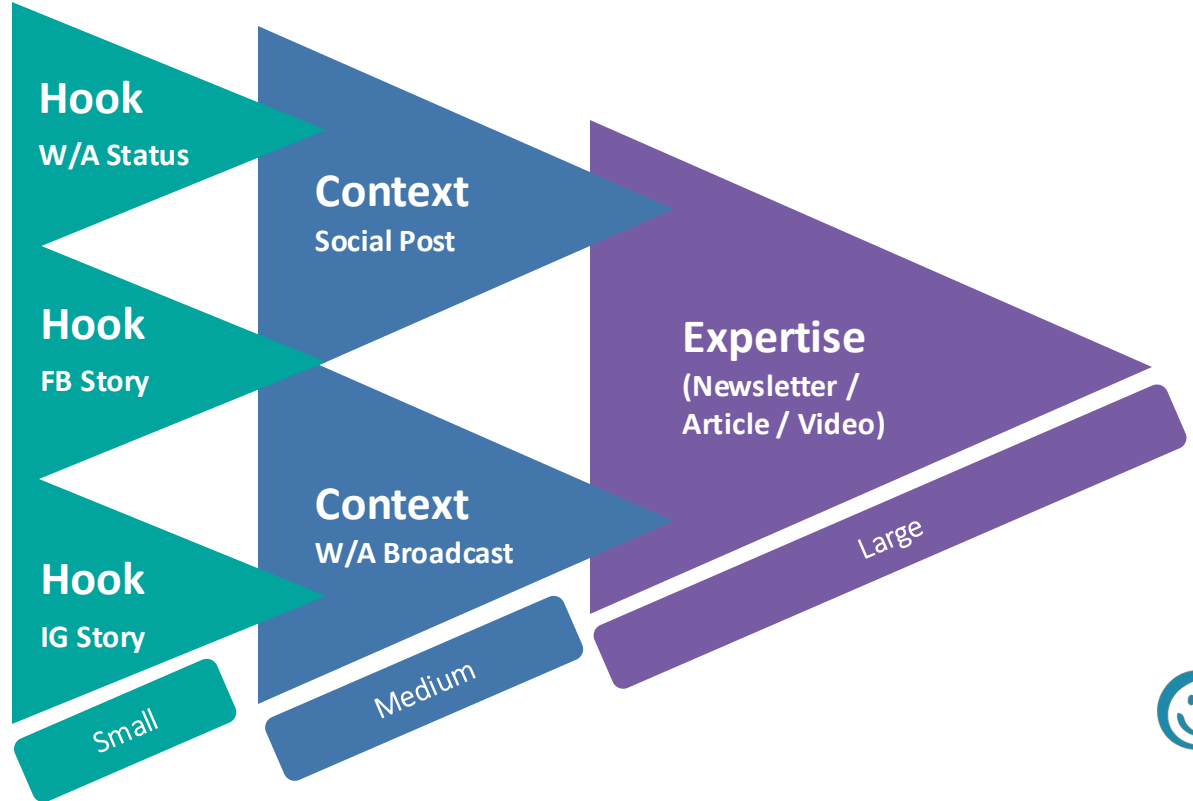 Hook
W/A Status
Hook
FB Story
Hook
IG Story
Small
Context
Social Post
Context
W/A Broadcast
Medium
Expertise
(Newsletter /
Article / Video)
Large